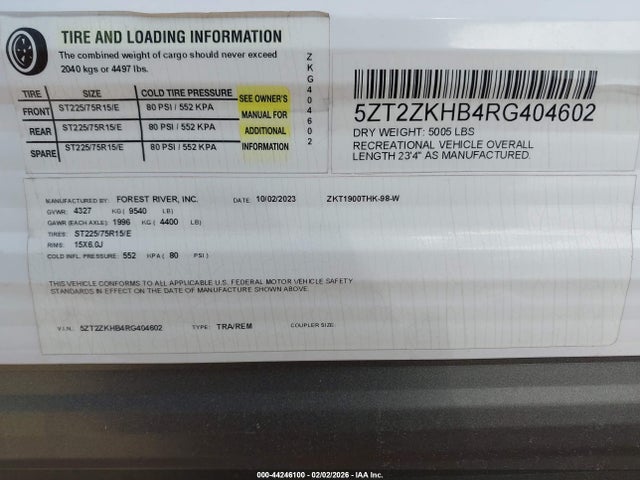 TIRE AND LOADING INFORMATION
The combined weight of cargo should never exceed
2040 kgs or 4497 lbs.
TIRE SIZE COLD TIRE PRESSURE
FRONT ST225/75R15/E 80 PSI / 552 KPA
REAR ST225/75R15/E 80 PSI / 552 KPA
SPARE ST225/75R15/E 80 PSI / 552 KPA
SEE OWNER'S
MANUAL FOR
ADDITIONAL
INFORMATION
ZKG404602
5ZT2ZKHB4RG404602
DRY WEIGHT: 5005 LBS
RECREATIONAL VEHICLE OVERALL
LENGTH 23'4" AS MANUFACTURED.
MANUFACTURED BY: FOREST RIVER, INC. DATE: 10/02/2023 ZKT1900THK-98-W
GVWR: 4327 KG ( 9540 LB)
GAWR (EACH AXLE): 1996 KG ( 4400 LB)
TIRES: ST225/75R15/E
RIMS: 15X6.0J
COLD INFL. PRESSURE: 552 KPA ( 80 PSI )
THIS VEHICLE CONFORMS TO ALL APPLICABLE U.S. FEDERAL MOTOR VEHICLE SAFETY
STANDARDS IN EFFECT ON THE DATE OF MANUFACTURE SHOWN ABOVE.
V.I.N.: 5ZT2ZKHB4RG404602 TYPE: TRA/REM COUPLER SIZE:
000-44246100 - 02/02/2026 - IAA Inc.